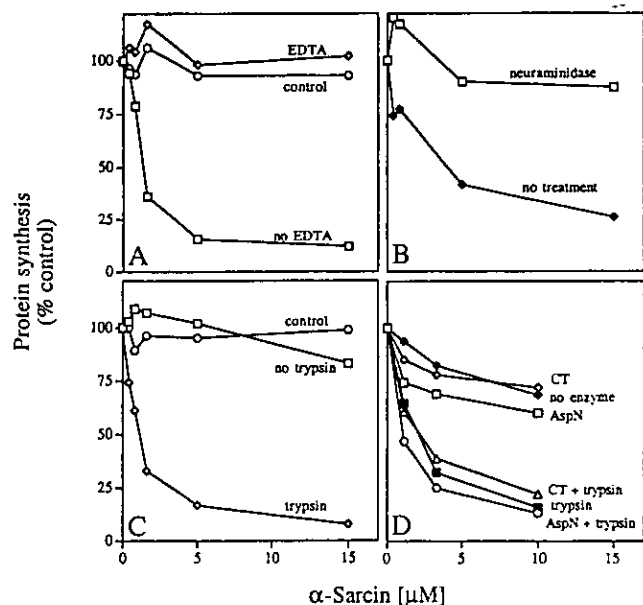 EDTA
control
no EDTA
A
neuraminidase
no treatment
B
control
no trypsin
trypsin
C
CT
no enzyme
AspN
CT + trypsin
trypsin
AspN + trypsin
D
100
75
50
25
0
100
75
50
25
0
0 5 10 15
0 5 10 15
Protein synthesis
(% control)
α-Sarcin [µM]